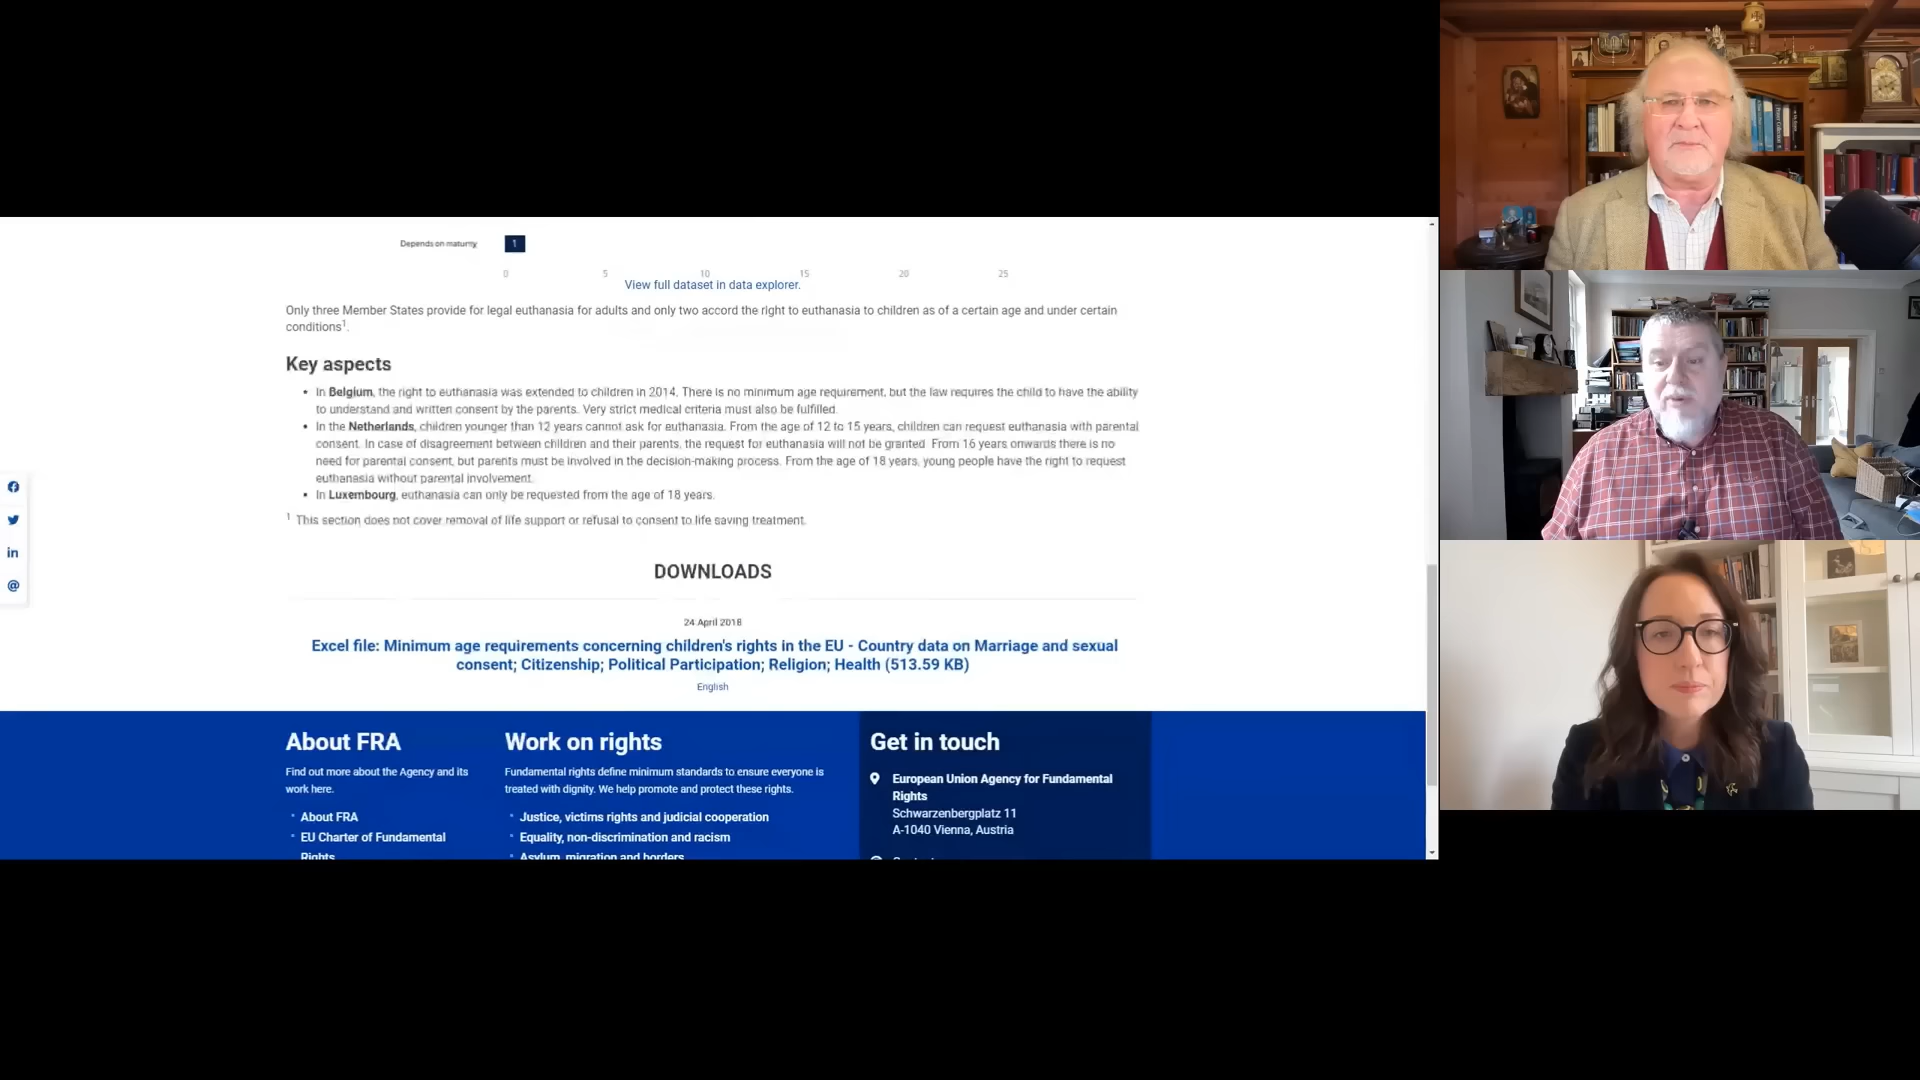 Depends on maturity
1
0 5 10 15 20 25
View full dataset in data explorer.
Only three Member States provide for legal euthanasia for adults and only two accord the right to euthanasia to children as of a certain age and under certain
conditions1.
Key aspects
• In Belgium, the right to euthanasia was extended to children in 2014. There is no minimum age requirement, but the law requires the child to have the ability
to understand and written consent by the parents. Very strict medical criteria must also be fulfilled.
• In the Netherlands, children younger than 12 years cannot ask for euthanasia. From the age of 12 to 15 years, children can request euthanasia with parental
consent. In case of disagreement between children and their parents, the request for euthanasia will not be granted. From 16 years onwards there is no
need for parental consent, but parents must be involved in the decision-making process. From the age of 18 years, young people have the right to request
euthanasia without parental involvement.
• In Luxembourg, euthanasia can only be requested from the age of 18 years.
1 This section does not cover removal of life support or refusal to consent to life saving treatment.
DOWNLOADS
24 April 2018
Excel file: Minimum age requirements concerning children's rights in the EU - Country data on Marriage and sexual
consent; Citizenship; Political Participation; Religion; Health (513.59 KB)
English
About FRA
Find out more about the Agency and its
work here.
About FRA
EU Charter of Fundamental
Rights
Work on rights
Fundamental rights define minimum standards to ensure everyone is
treated with dignity. We help promote and protect these rights.
Justice, victims rights and judicial cooperation
Equality, non-discrimination and racism
Asylum, migration and borders
Get in touch
European Union Agency for Fundamental
Rights
Schwarzenbergplatz 11
A-1040 Vienna, Austria